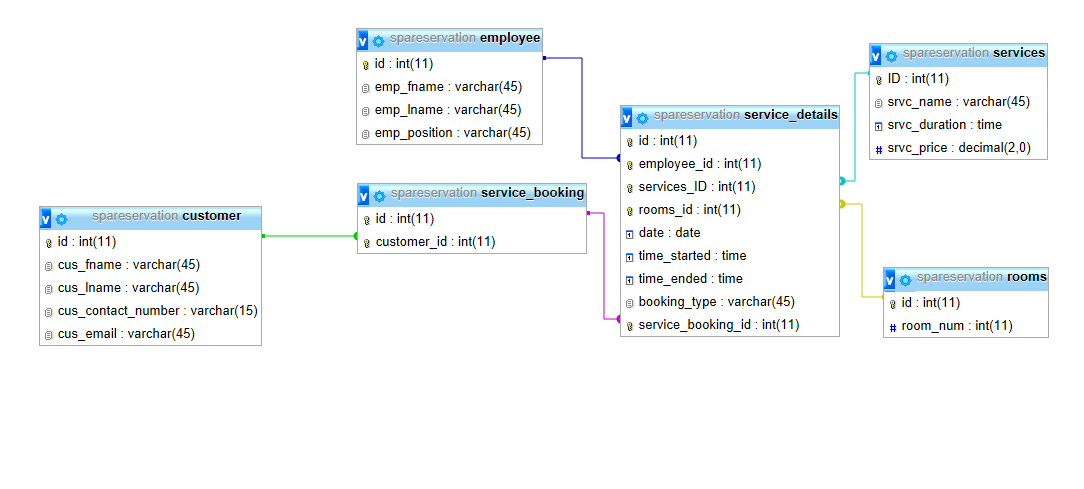 spareservation employee
id : int(11)
emp_fname : varchar(45)
emp_lname : varchar(45)
emp_position : varchar(45)
spareservation services
ID : int(11)
srvc_name : varchar(45)
srvc_duration : time
srvc_price : decimal(2,0)
spareservation service_details
id : int(11)
employee_id : int(11)
services_ID : int(11)
rooms_id : int(11)
date : date
time_started : time
time_ended : time
booking_type : varchar(45)
service_booking_id : int(11)
spareservation service_booking
id : int(11)
customer_id : int(11)
spareservation customer
id : int(11)
cus_fname : varchar(45)
cus_lname : varchar(45)
cus_contact_number : varchar(15)
cus_email : varchar(45)
spareservation rooms
id : int(11)
room_num : int(11)